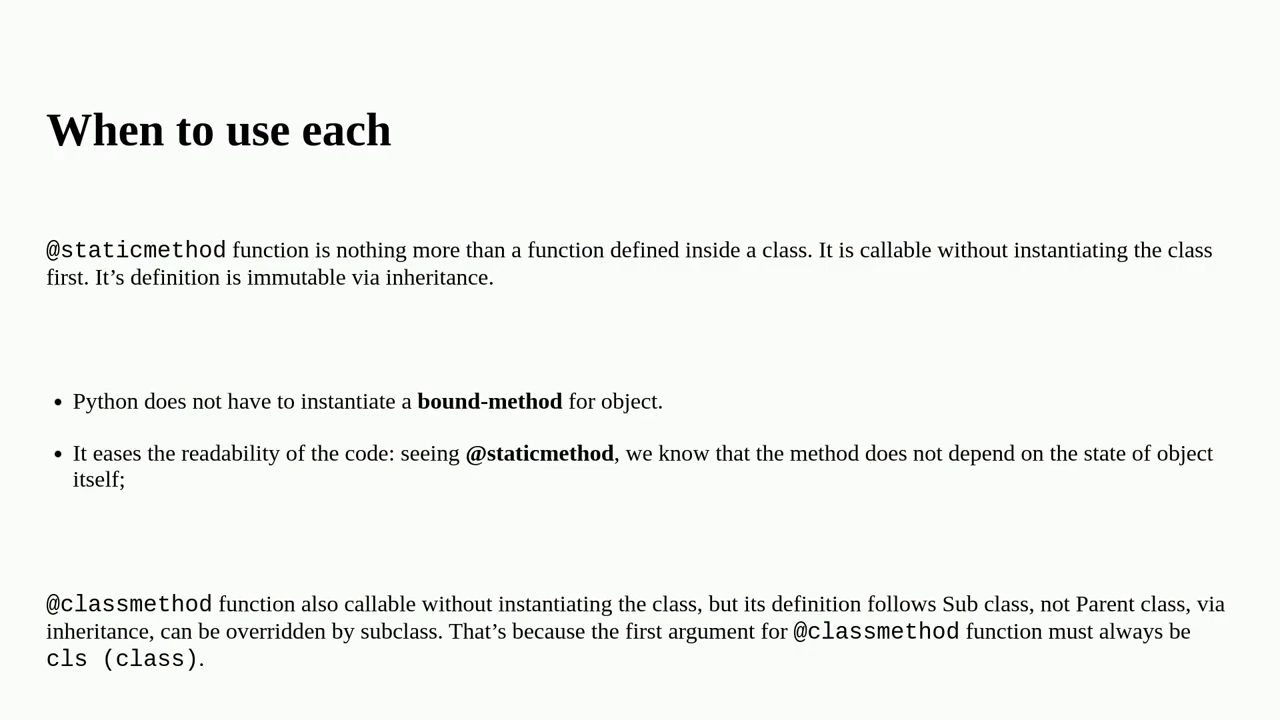 When to use each
@staticmethod function is nothing more than a function defined inside a class. It is callable without instantiating the class
first. It’s definition is immutable via inheritance.
• Python does not have to instantiate a bound-method for object.
• It eases the readability of the code: seeing @staticmethod, we know that the method does not depend on the state of object
itself;
@classmethod function also callable without instantiating the class, but its definition follows Sub class, not Parent class, via
inheritance, can be overridden by subclass. That’s because the first argument for @classmethod function must always be
cls (class).